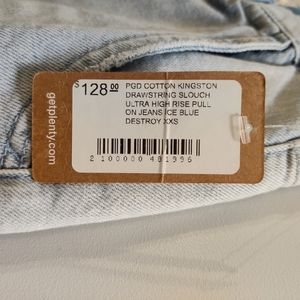 $128.00
PGD COTTON KINGSTON
DRAWSTRING SLOUCH
ULTRA HIGH RISE PULL
ON JEANS ICE BLUE
DESTROY XXS
2 100000 481996
getplenty.com